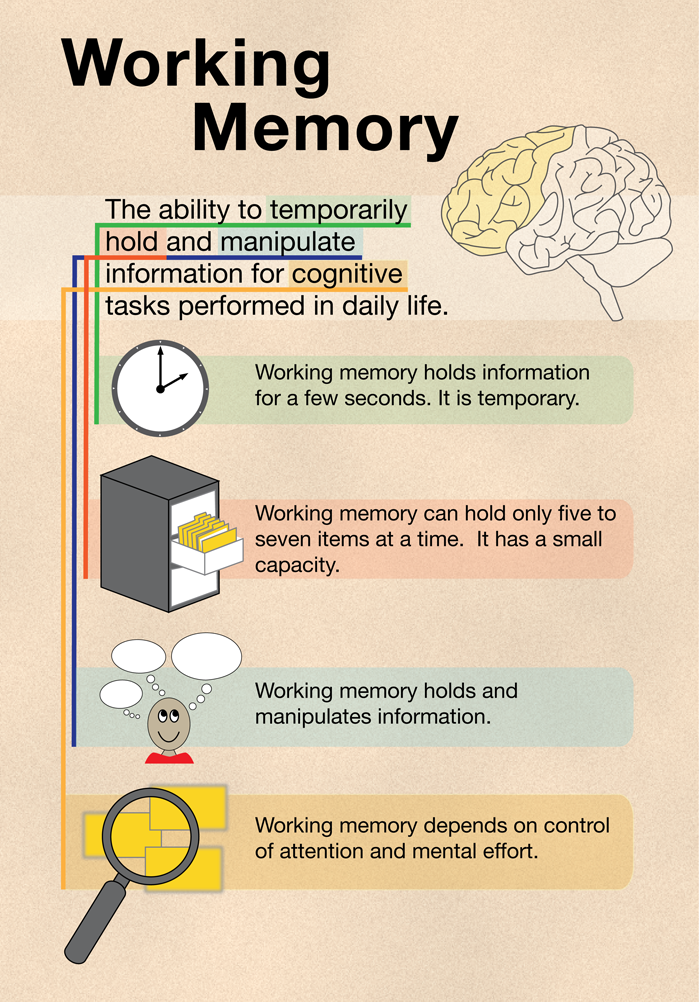 Working
Memory
The ability to temporarily
hold and manipulate
information for cognitive
tasks performed in daily life.
Working memory holds information
for a few seconds. It is temporary.
Working memory can hold only five to
seven items at a time.  It has a small
capacity.
Working memory holds and
manipulates information.
Working memory depends on control
of attention and mental effort.